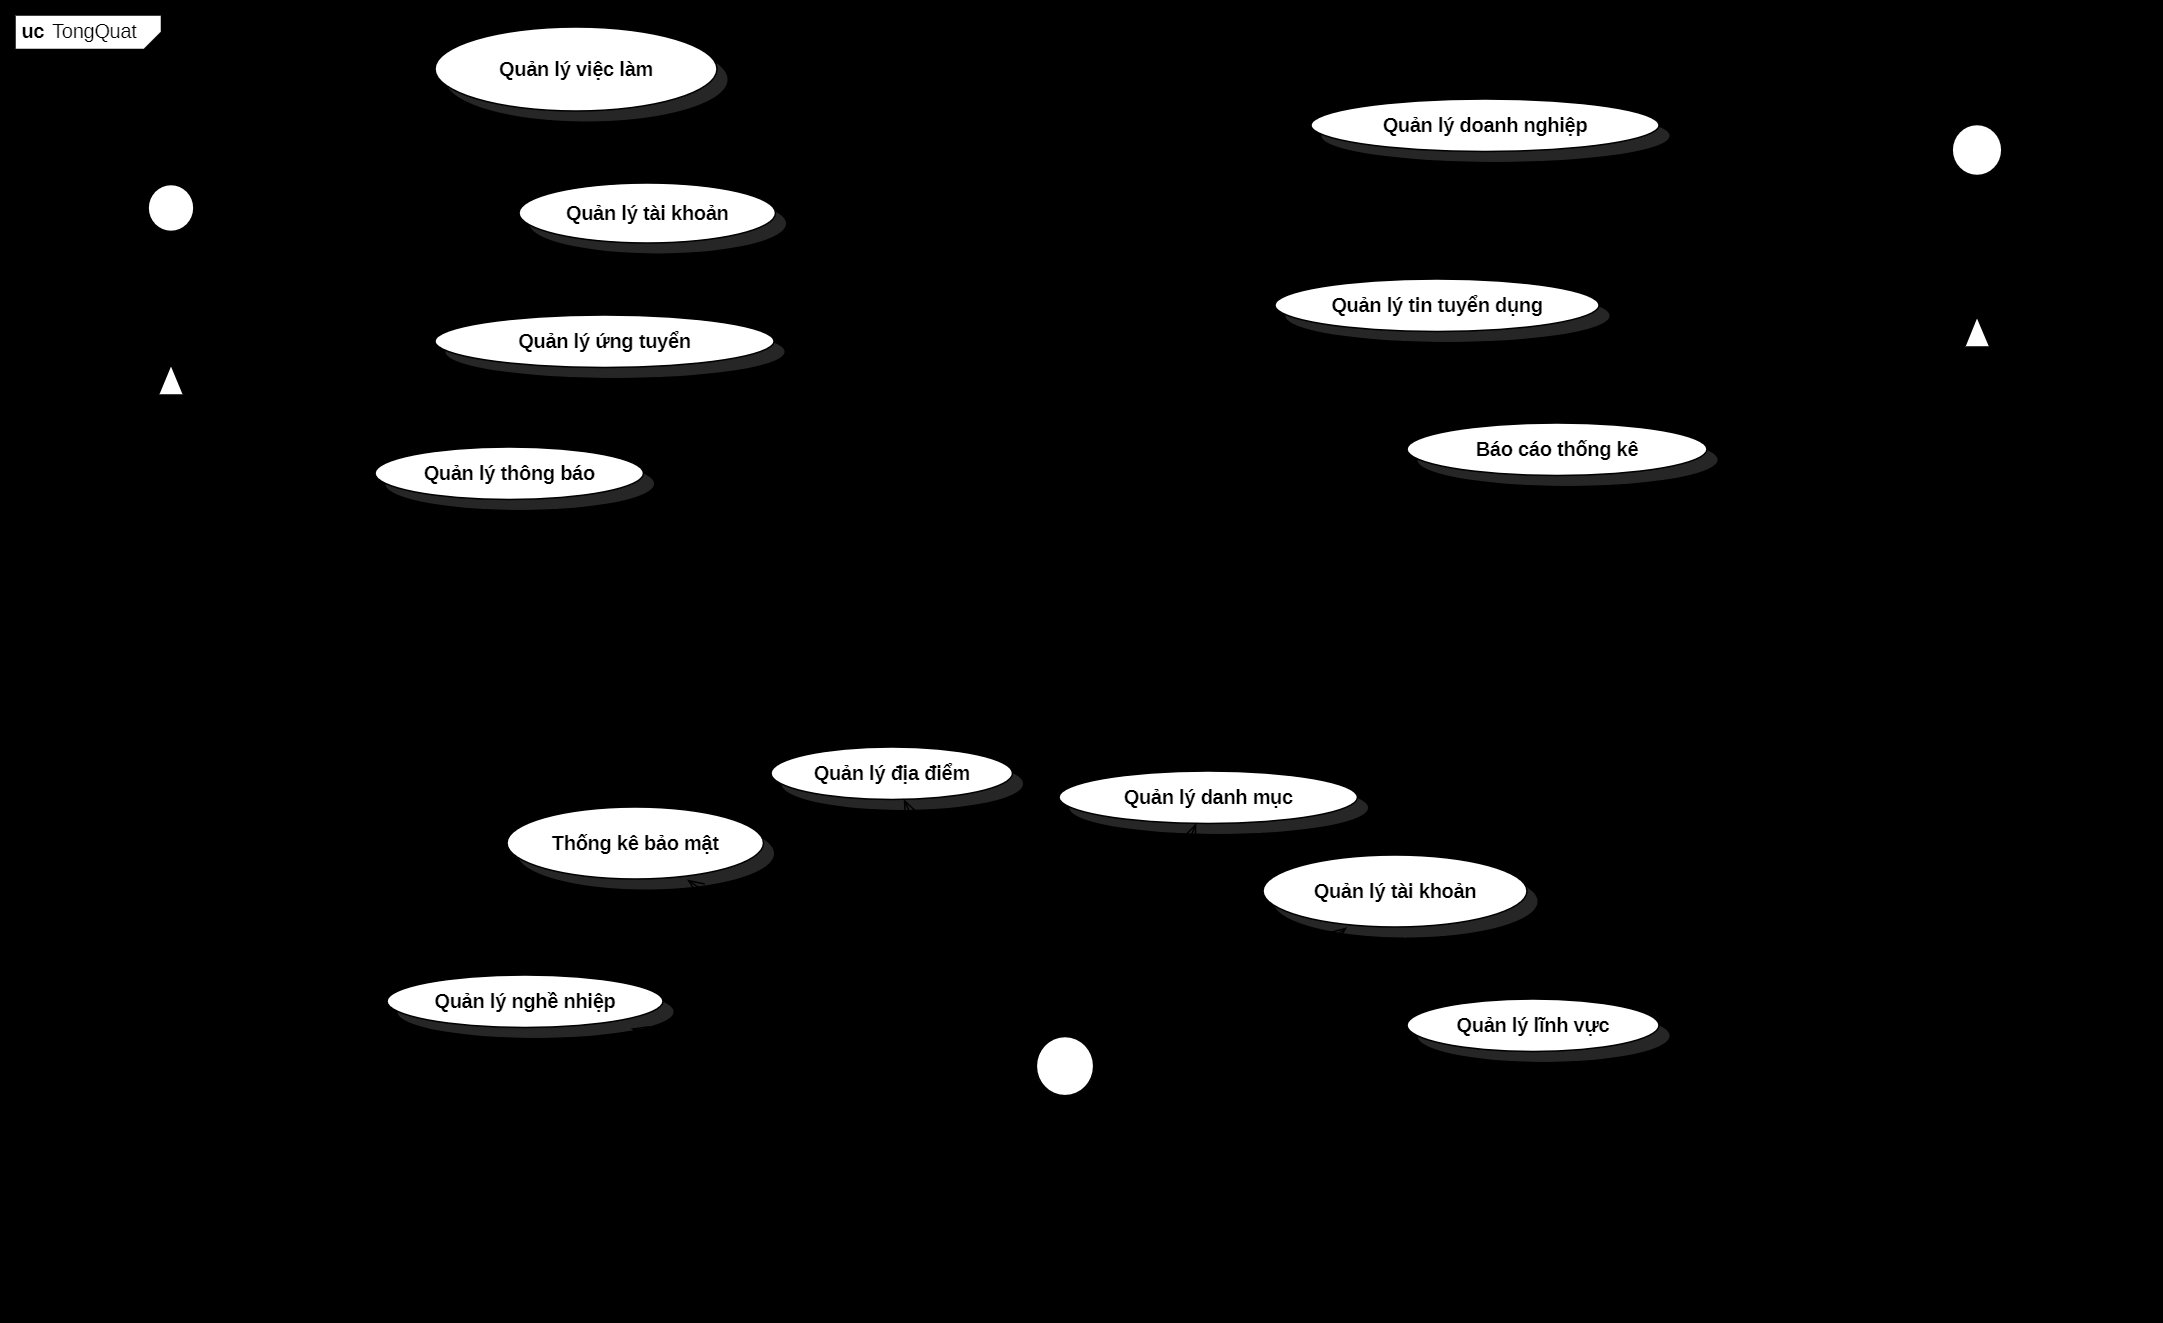 uc TongQuat
Quản lý việc làm
Quản lý doanh nghiệp
Quản lý tài khoản
Quản lý tin tuyển dụng
Quản lý ứng tuyển
Báo cáo thống kê
Quản lý thông báo
Quản lý địa điểm
Quản lý danh mục
Thống kê bảo mật
Quản lý tài khoản
Quản lý nghề nhiệp
Quản lý lĩnh vực